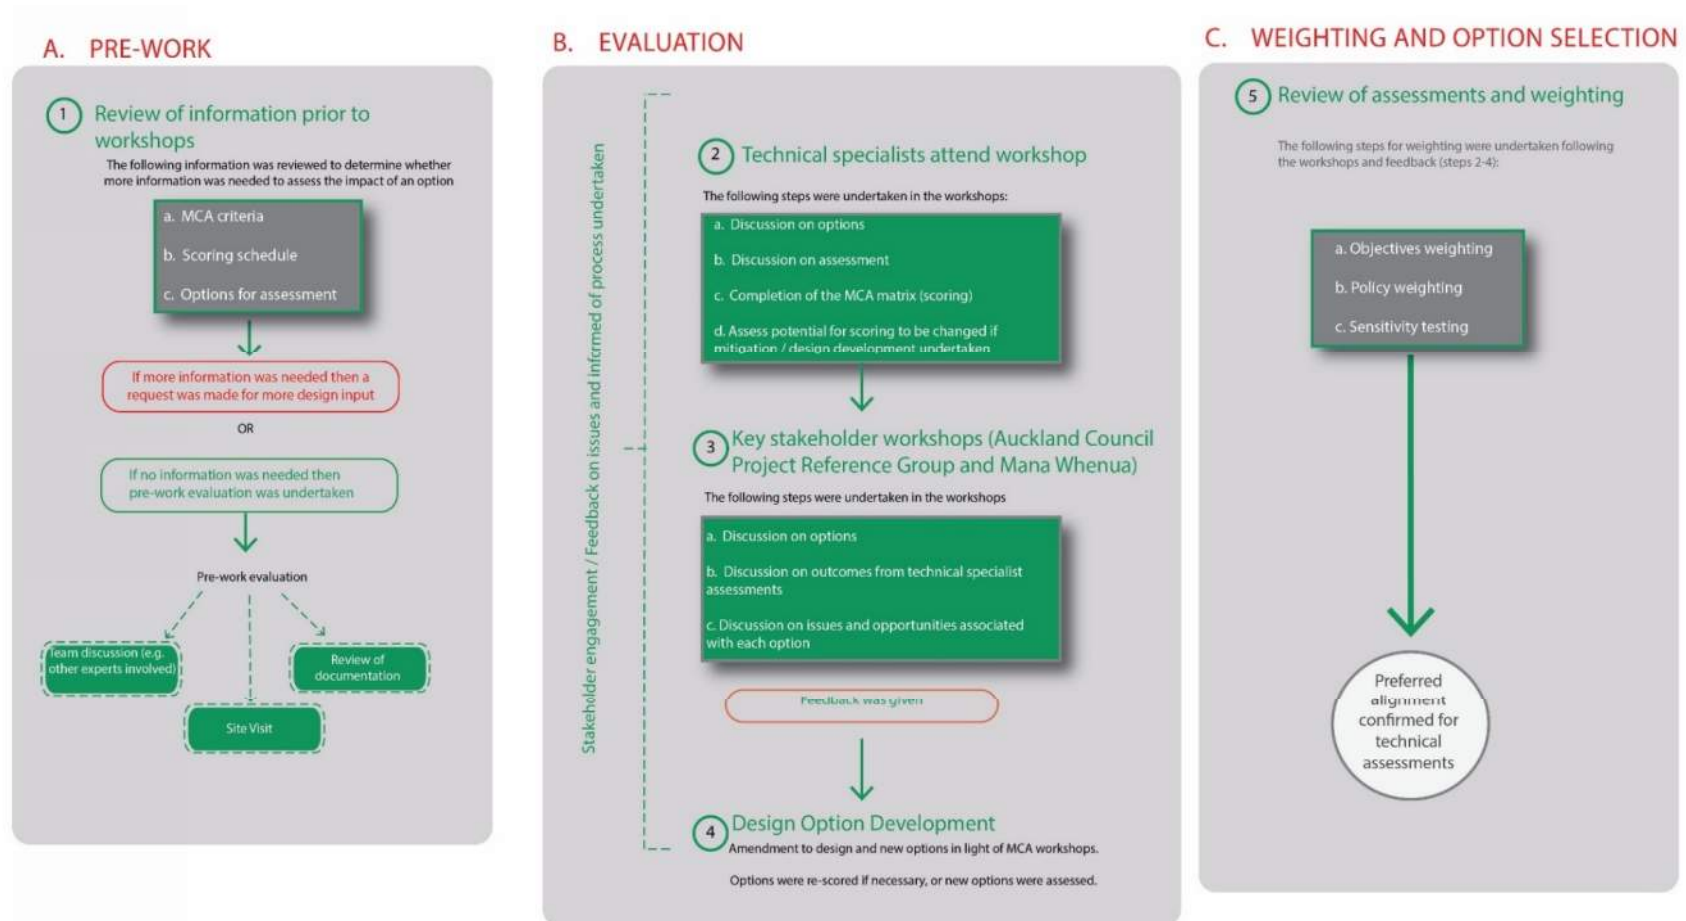 A. PRE-WORK
1 Review of information prior to
workshops
The following information was reviewed to determine whether
more information was needed to assess the impact of an option
a. MCA criteria
b. Scoring schedule
c. Options for assessment
If more information was needed then a
request was made for more design input
OR
If no information was needed then
pre-work evaluation was undertaken
Pre-work evaluation
Team discussion (e.g.
other experts involved)
Review of
documentation
Site Visit
B. EVALUATION
Stakeholder engagement / Feedback on issues and informed of process undertaken
2 Technical specialists attend workshop
The following steps were undertaken in the workshops:
a. Discussion on options
b. Discussion on assessment
c. Completion of the MCA matrix (scoring)
d. Assess potential for scoring to be changed if
mitigation / design development undertaken
3 Key stakeholder workshops (Auckland Council
Project Reference Group and Mana Whenua)
The following steps were undertaken in the workshops
a. Discussion on options
b. Discussion on outcomes from technical specialist
assessments
c. Discussion on issues and opportunities associated
with each option
Feedback was given
4 Design Option Development
Amendment to design and new options in light of MCA workshops.
Options were re-scored if necessary, or new options were assessed.
C. WEIGHTING AND OPTION SELECTION
5 Review of assessments and weighting
The following steps for weighting were undertaken following
the workshops and feedback (steps 2-4):
a. Objectives weighting
b. Policy weighting
c. Sensitivity testing
Preferred
alignment
confirmed for
technical
assessments